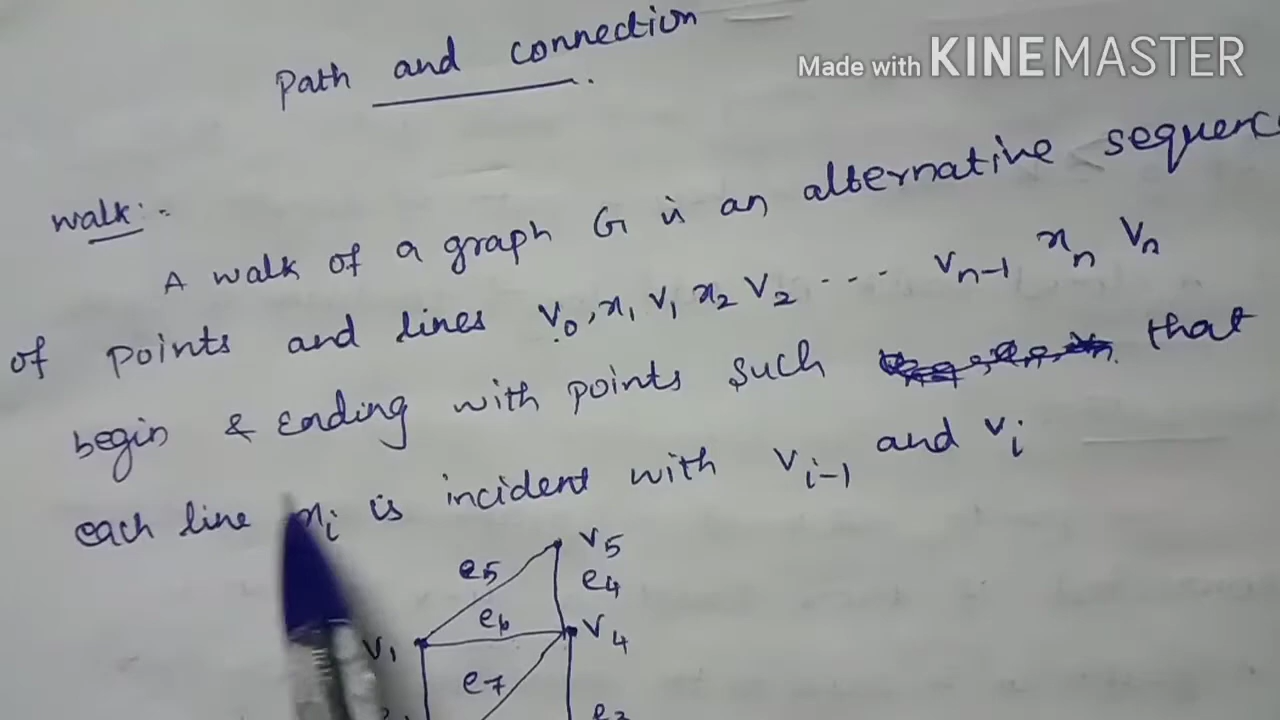 Path and connection
Made with KINEMASTER
walk:-
A walk of a graph G is an alternative sequenc
of points and lines v₀, x₁ v₁ x₂ v₂ ---- vₙ₋₁ xₙ vₙ
begin & ending with points such that
each line xᵢ is incident with vᵢ₋₁ and vᵢ
v₅
e₅
e₄
e₆
v₄
v₁
e₇